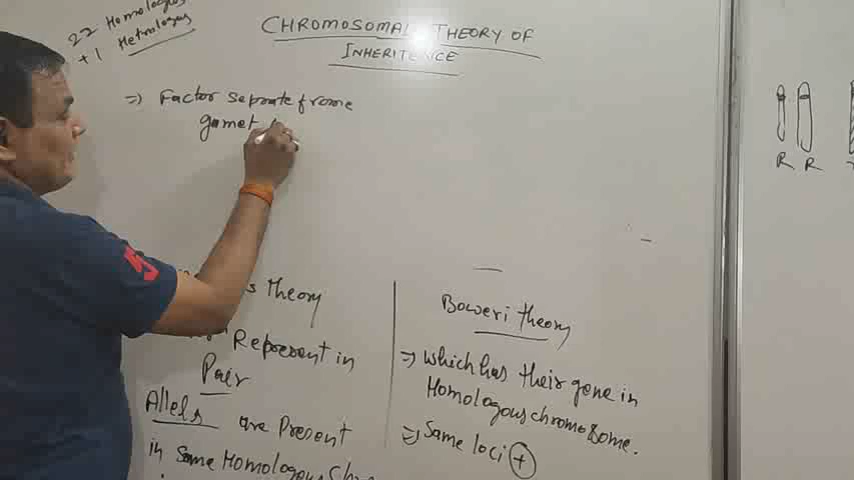 22 Homologous
+1 Hetrologous
CHROMOSOMAL THEORY OF
INHERITENCE
=> Factor seprate frome
gamet
theory
Represent in
Pair
Allels are Present
in Same Homologous
Boweri theory
=> which has their gene in
Homologous chromosome.
=> Same loci +
R R